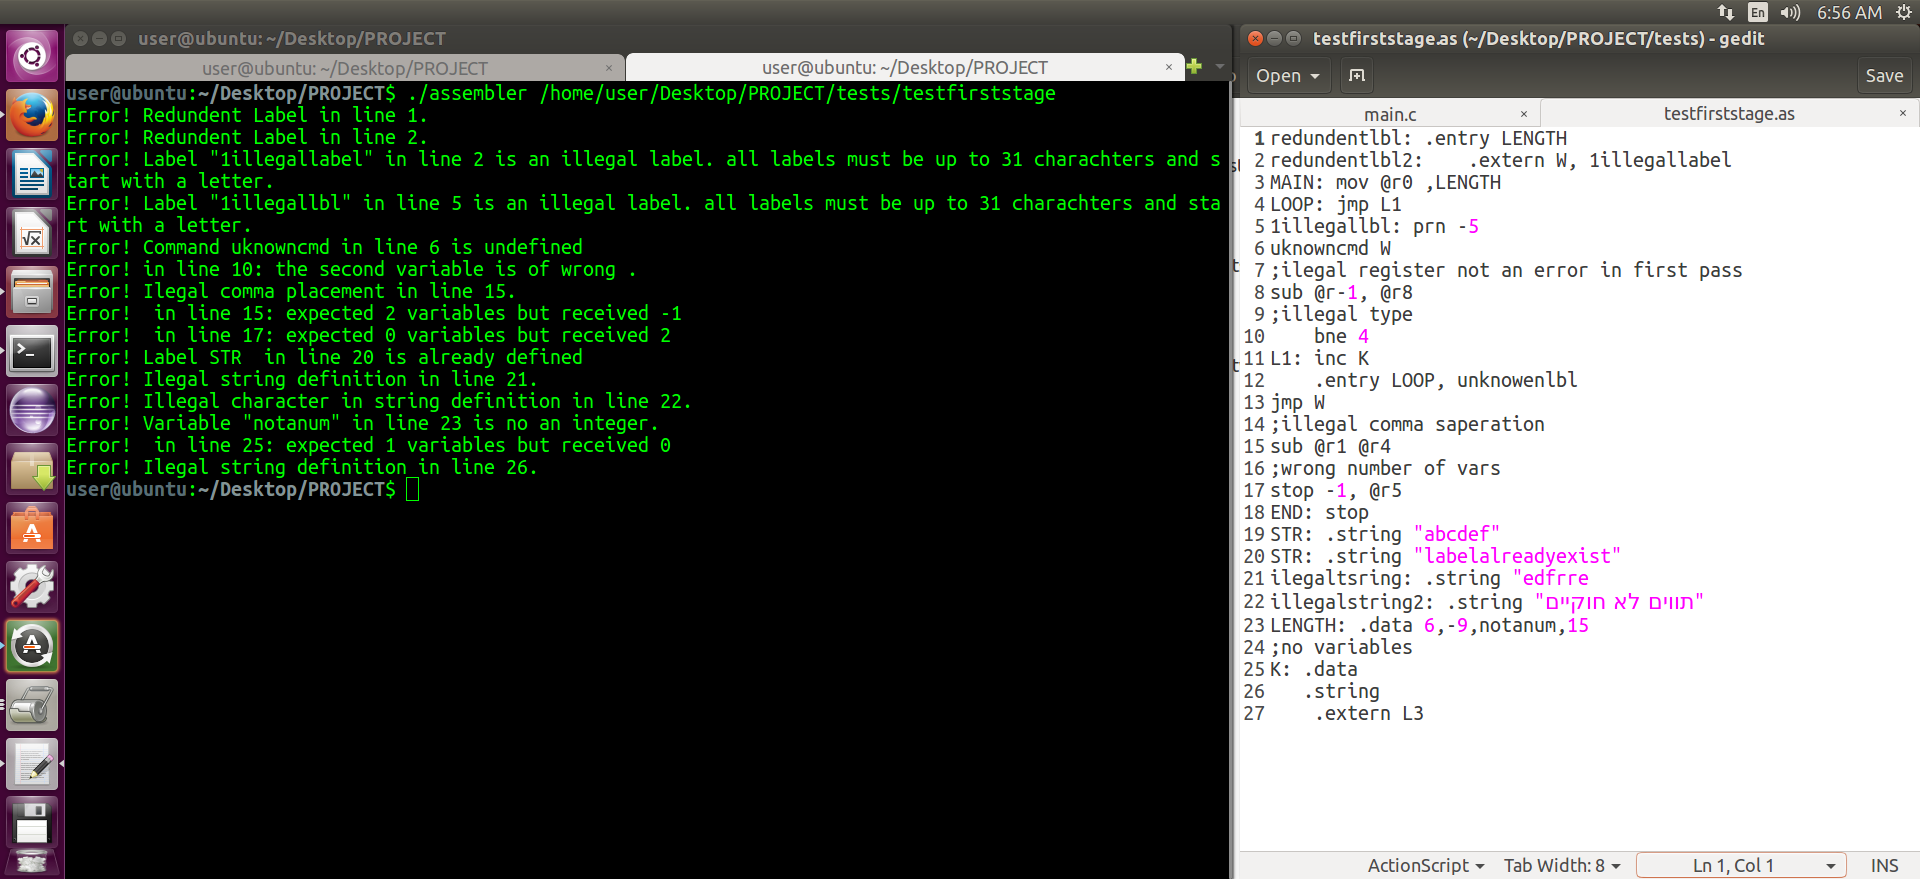 6:56 AM
En
user@ubuntu: ~/Desktop/PROJECT
user@ubuntu: ~/Desktop/PROJECT ×
user@ubuntu: ~/Desktop/PROJECT ×
user@ubuntu:~/Desktop/PROJECT$ ./assembler /home/user/Desktop/PROJECT/tests/testfirststage
Error! Redundent Label in line 1.
Error! Redundent Label in line 2.
Error! Label "1illegallabel" in line 2 is an illegal label. all labels must be up to 31 charachters and s
tart with a letter.
Error! Label "1illegallbl" in line 5 is an illegal label. all labels must be up to 31 charachters and sta
rt with a letter.
Error! Command uknowncmd in line 6 is undefined
Error! in line 10: the second variable is of wrong .
Error! Ilegal comma placement in line 15.
Error!  in line 15: expected 2 variables but received -1
Error!  in line 17: expected 0 variables but received 2
Error! Label STR  in line 20 is already defined
Error! Ilegal string definition in line 21.
Error! Illegal character in string definition in line 22.
Error! Variable "notanum" in line 23 is no an integer.
Error!  in line 25: expected 1 variables but received 0
Error! Ilegal string definition in line 26.
user@ubuntu:~/Desktop/PROJECT$
testfirststage.as (~/Desktop/PROJECT/tests) - gedit
Open
Save
main.c ×
testfirststage.as ×
1 redundentlbl: .entry LENGTH
2 redundentlbl2:    .extern W, 1illegallabel
3 MAIN: mov @r0 ,LENGTH
4 LOOP: jmp L1
5 1illegallbl: prn -5
6 uknowncmd W
7 ;ilegal register not an error in first pass
8 sub @r-1, @r8
9 ;illegal type
10     bne 4
11 L1: inc K
12     .entry LOOP, unknowenlbl
13 jmp W
14 ;illegal comma saperation
15 sub @r1 @r4
16 ;wrong number of vars
17 stop -1, @r5
18 END: stop
19 STR: .string "abcdef"
20 STR: .string "labelalreadyexist"
21 ilegaltsring: .string "edfrre
22 illegalstring2: .string "תווים לא חוקיים"
23 LENGTH: .data 6,-9,notanum,15
24 ;no variables
25 K: .data
26    .string
27     .extern L3
ActionScript
Tab Width: 8
Ln 1, Col 1
INS